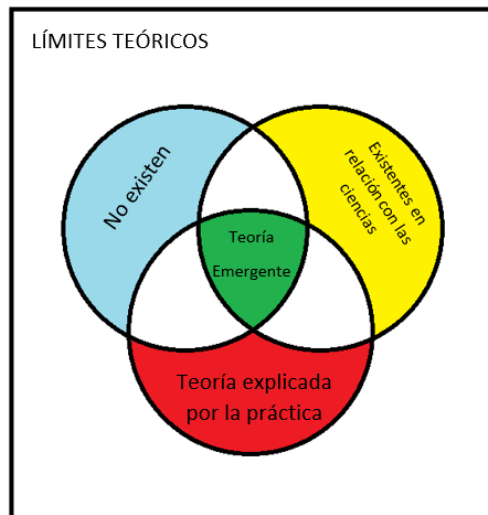 LÍMITES TEÓRICOS
No existen
Existentes en
relación con las
ciencias
Teoría
Emergente
Teoría explicada
por la práctica